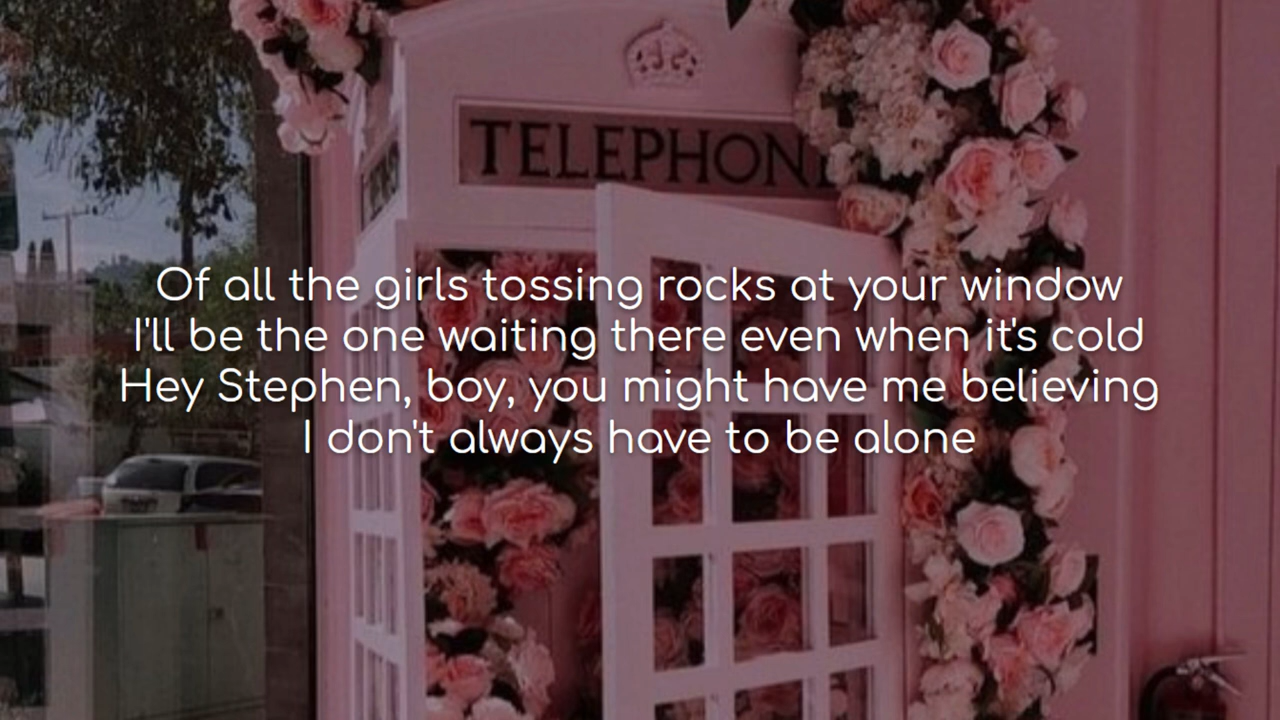 TELEPHONE
Of all the girls tossing rocks at your window
I'll be the one waiting there even when it's cold
Hey Stephen, boy, you might have me believing
I don't always have to be alone